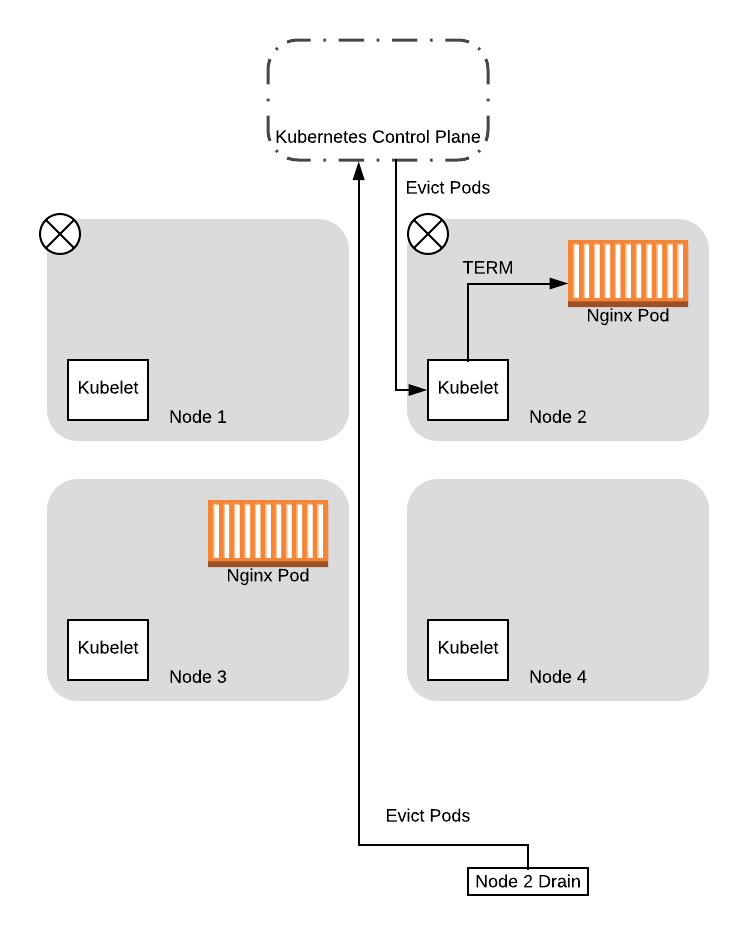 Kubernetes Control Plane
Evict Pods
TERM
Nginx Pod
Kubelet
Node 1
Kubelet
Node 2
Nginx Pod
Kubelet
Node 3
Kubelet
Node 4
Evict Pods
Node 2 Drain